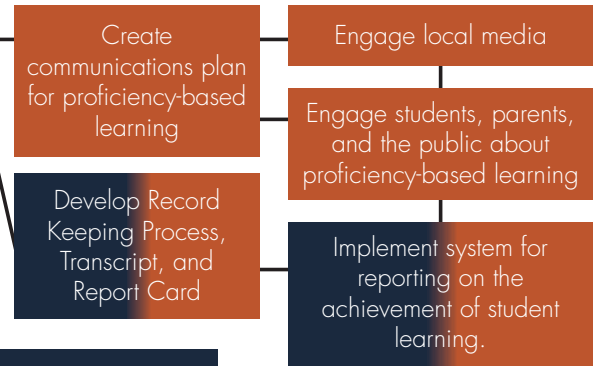 Create
communications plan
for proficiency-based
learning
Engage local media
Engage students, parents,
and the public about
proficiency-based learning
Develop Record
Keeping Process,
Transcript, and
Report Card
Implement system for
reporting on the
achievement of student
learning.